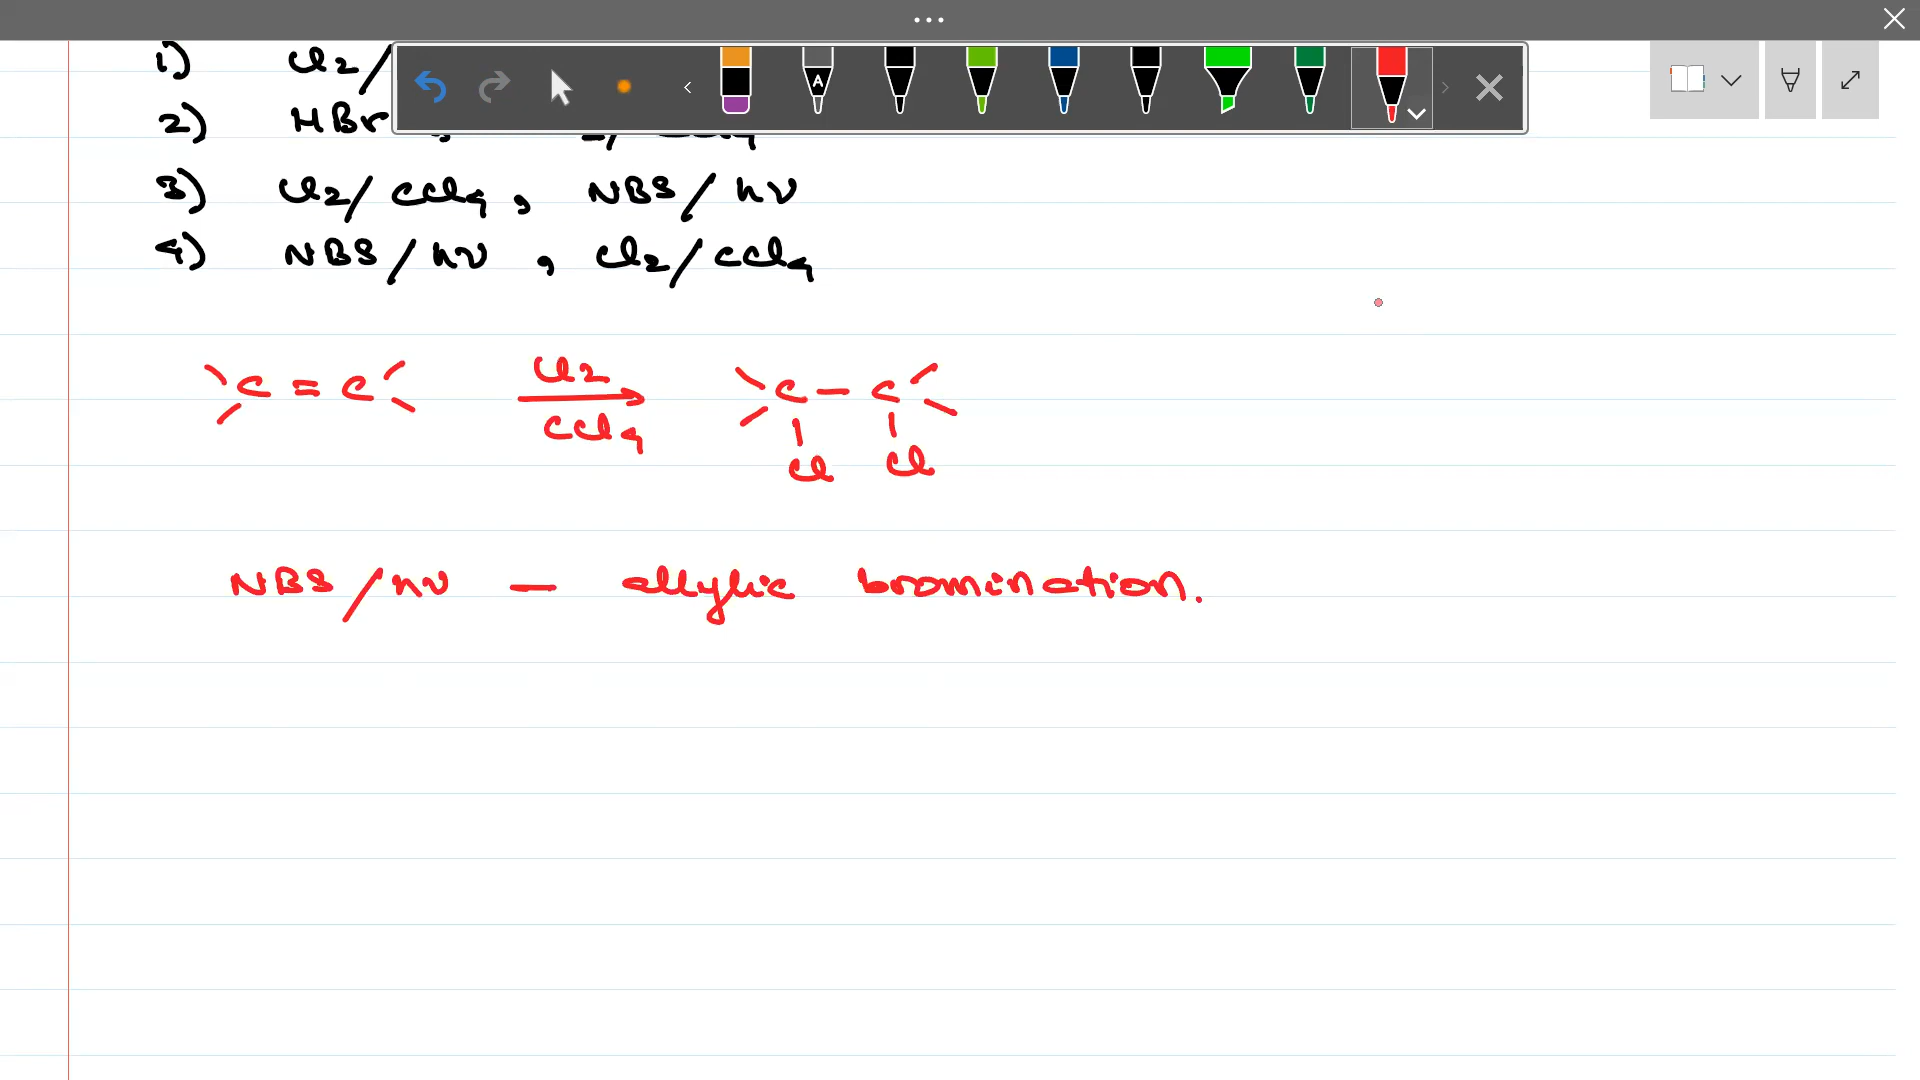 1) Cl2/
2) HBr
3) Cl2/CCl4, NBS/hν
4) NBS/hν, Cl2/CCl4
C = C Cl2 CCl4 C - C
Cl Cl
NBS/hν - allylic bromination.